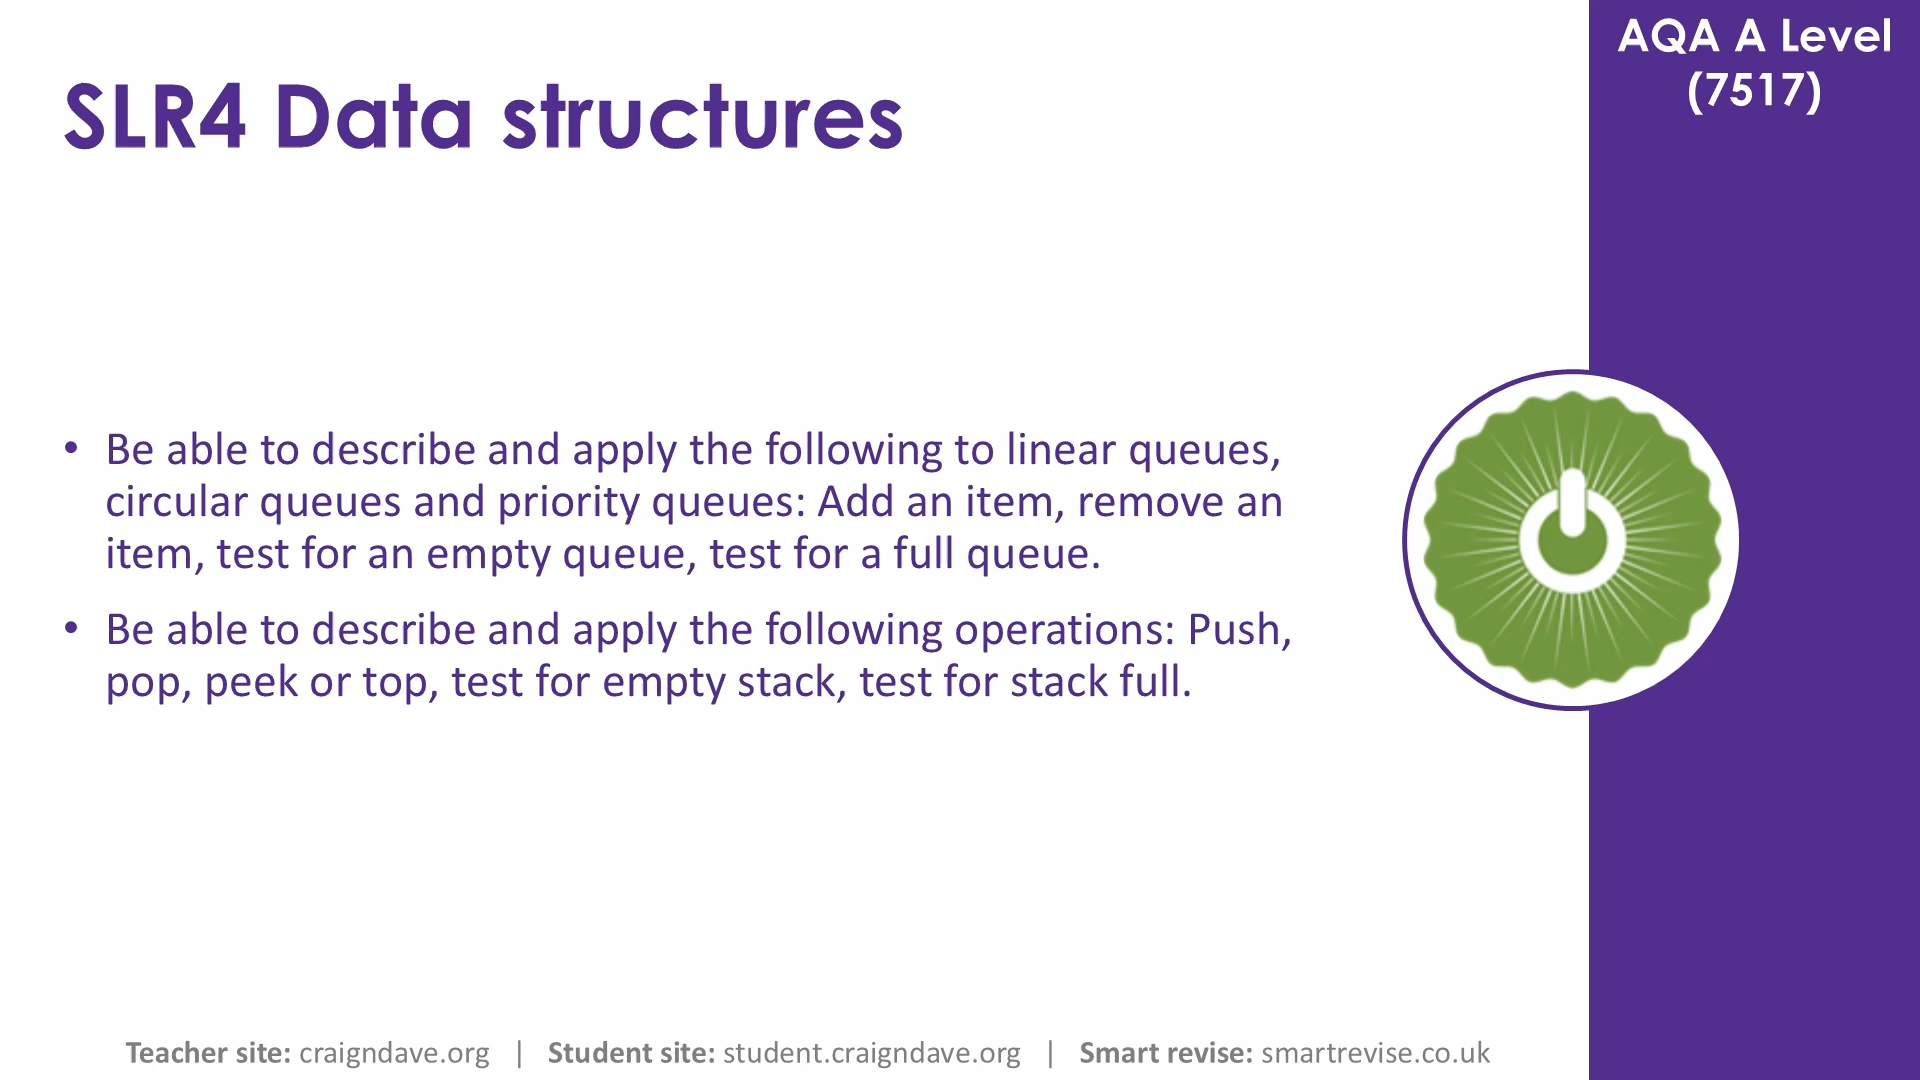 AQA A Level
(7517)
SLR4 Data structures
• Be able to describe and apply the following to linear queues,
circular queues and priority queues: Add an item, remove an
item, test for an empty queue, test for a full queue.
• Be able to describe and apply the following operations: Push,
pop, peek or top, test for empty stack, test for stack full.
Teacher site: craigndave.org | Student site: student.craigndave.org | Smart revise: smartrevise.co.uk